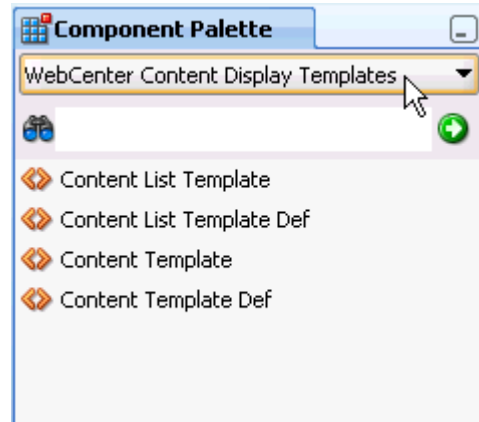 Component Palette
WebCenter Content Display Templates
Content List Template
Content List Template Def
Content Template
Content Template Def